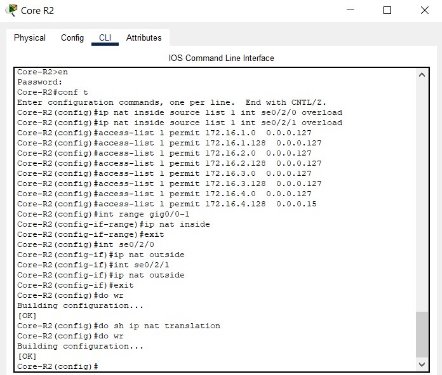 Core R2
Physical Config CLI Attributes
IOS Command Line Interface
Core-R2>en
Password:
Core-R2#conf t
Enter configuration commands, one per line. End with CNTL/Z.
Core-R2(config)#ip nat inside source list 1 int se0/2/0 overload
Core-R2(config)#ip nat inside source list 1 int se0/2/1 overload
Core-R2(config)#access-list 1 permit 172.16.1.0 0.0.0.127
Core-R2(config)#access-list 1 permit 172.16.1.128 0.0.0.127
Core-R2(config)#access-list 1 permit 172.16.2.0 0.0.0.127
Core-R2(config)#access-list 1 permit 172.16.2.128 0.0.0.127
Core-R2(config)#access-list 1 permit 172.16.3.0 0.0.0.127
Core-R2(config)#access-list 1 permit 172.16.3.128 0.0.0.127
Core-R2(config)#access-list 1 permit 172.16.4.0 0.0.0.127
Core-R2(config)#access-list 1 permit 172.16.4.128 0.0.0.15
Core-R2(config)#int range gig0/0-1
Core-R2(config-if-range)#ip nat inside
Core-R2(config-if-range)#exit
Core-R2(config)#int se0/2/0
Core-R2(config-if)#ip nat outside
Core-R2(config-if)#int se0/2/1
Core-R2(config-if)#ip nat outside
Core-R2(config-if)#exit
Core-R2(config)#do wr
Building configuration...
[OK]
Core-R2(config)#do sh ip nat translation
Core-R2(config)#do wr
Building configuration...
[OK]
Core-R2(config)#